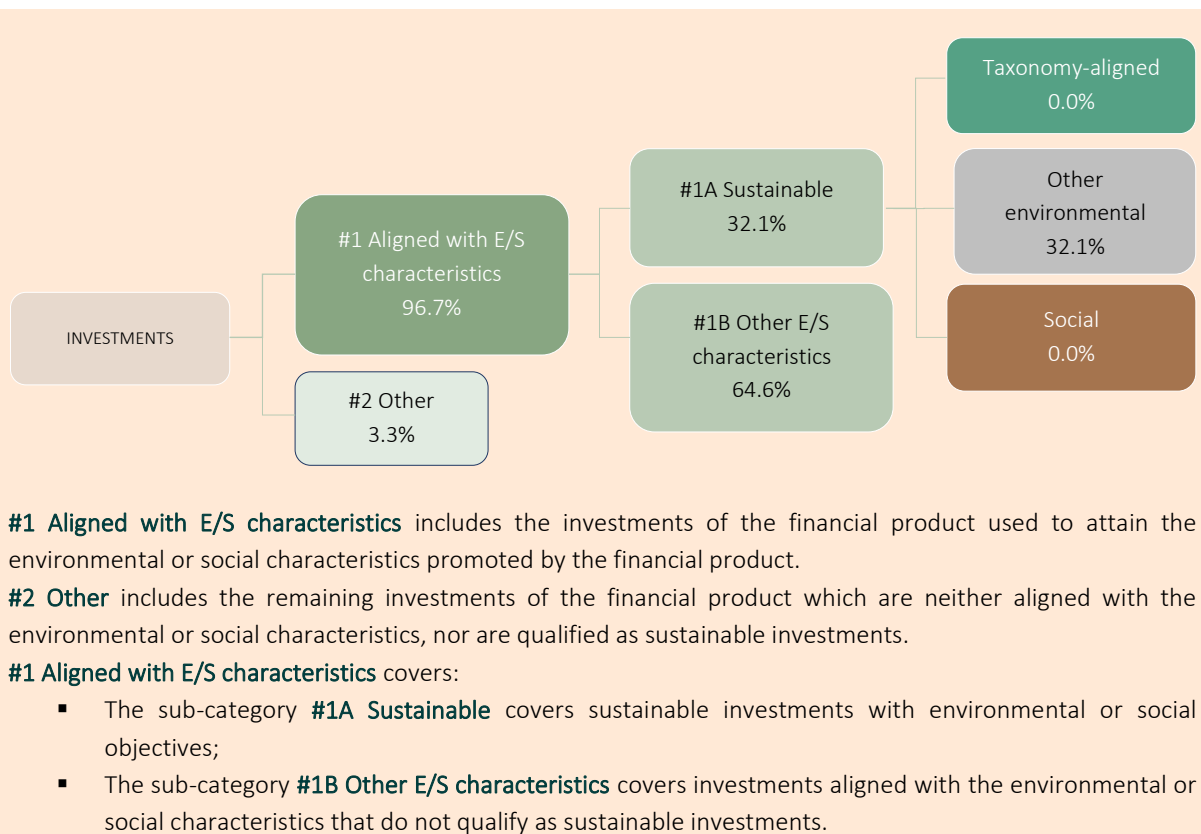 INVESTMENTS
#1 Aligned with E/S
characteristics
96.7%
#2 Other
3.3%
#1A Sustainable
32.1%
#1B Other E/S
characteristics
64.6%
Taxonomy-aligned
0.0%
Other
environmental
32.1%
Social
0.0%
#1 Aligned with E/S characteristics includes the investments of the financial product used to attain the
environmental or social characteristics promoted by the financial product.
#2 Other includes the remaining investments of the financial product which are neither aligned with the
environmental or social characteristics, nor are qualified as sustainable investments.
#1 Aligned with E/S characteristics covers:
▪ The sub-category #1A Sustainable covers sustainable investments with environmental or social
objectives;
▪ The sub-category #1B Other E/S characteristics covers investments aligned with the environmental or
social characteristics that do not qualify as sustainable investments.